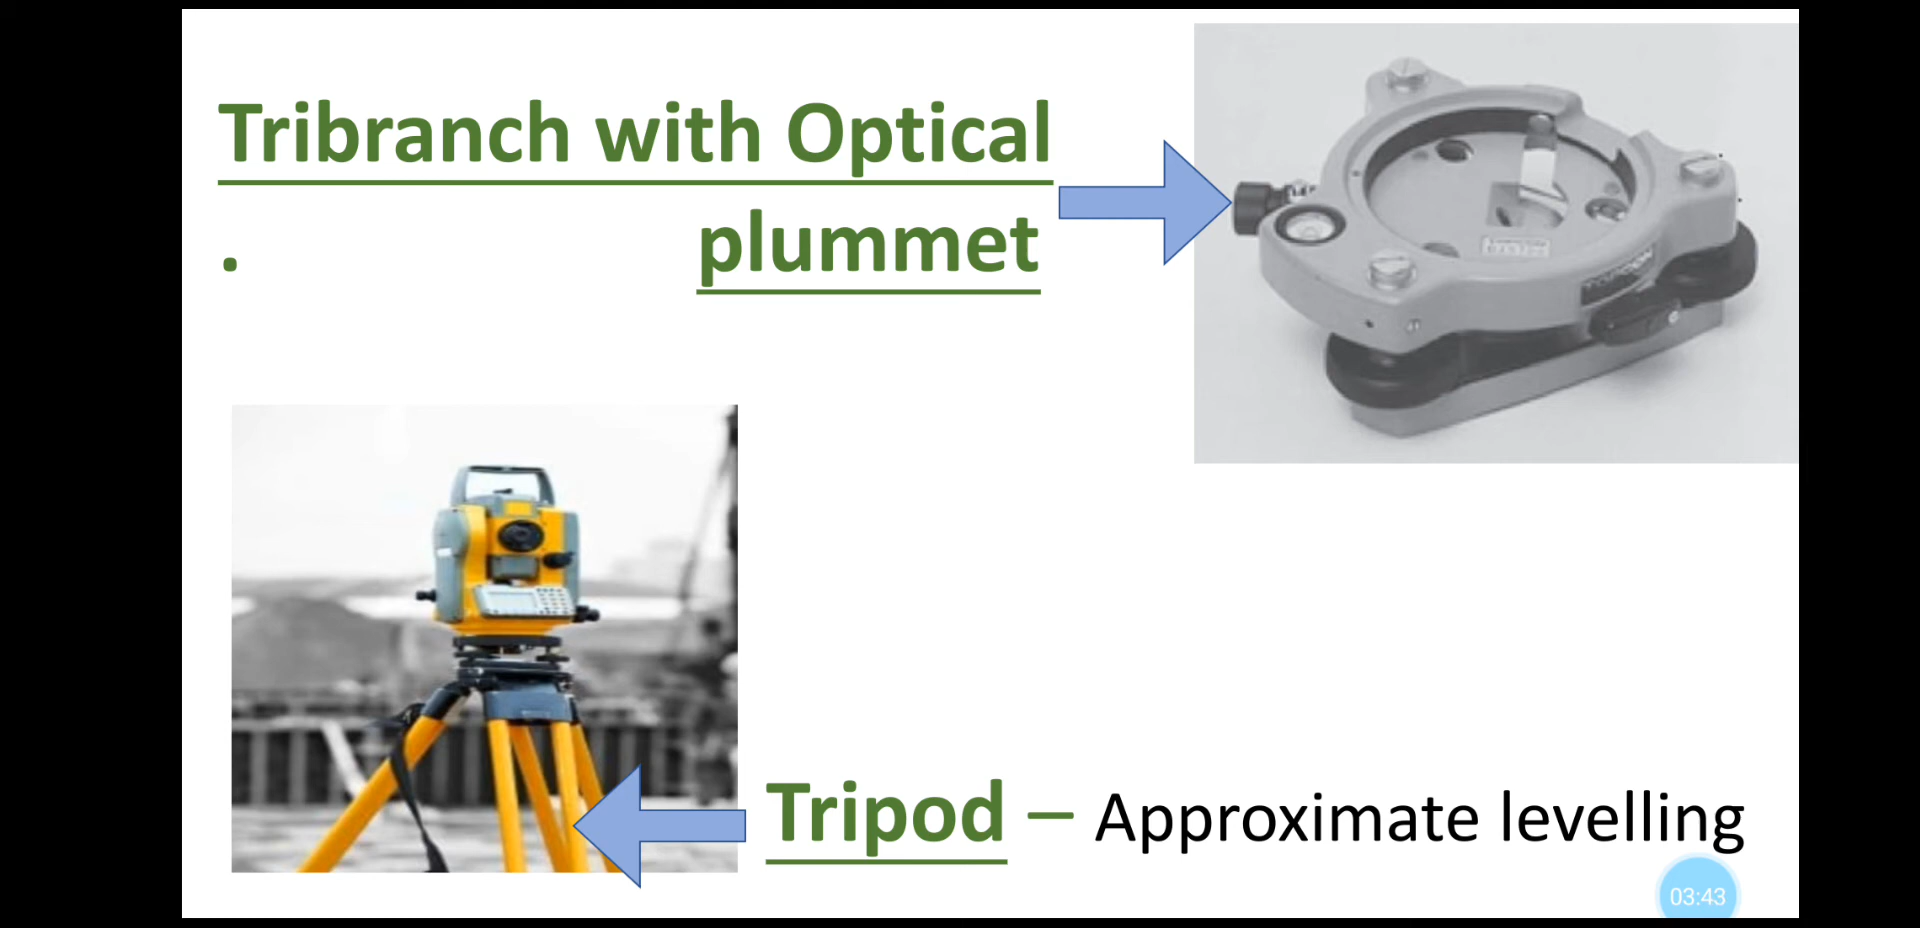 Tribranch with Optical
. plummet
Tripod – Approximate levelling
03:43